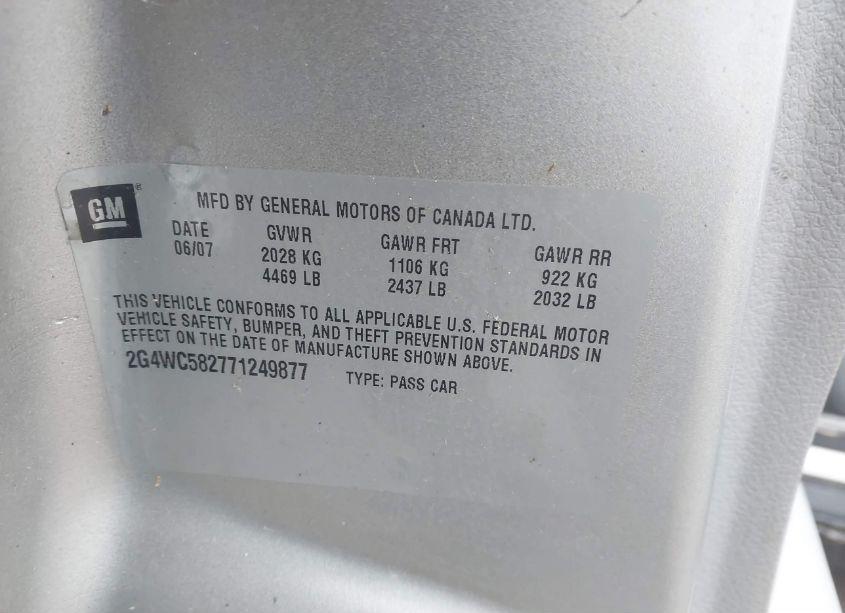 GM
MFD BY GENERAL MOTORS OF CANADA LTD.
DATE GVWR GAWR FRT GAWR RR
06/07 2028 KG 1106 KG 922 KG
4469 LB 2437 LB 2032 LB
THIS VEHICLE CONFORMS TO ALL APPLICABLE U.S. FEDERAL MOTOR
VEHICLE SAFETY, BUMPER, AND THEFT PREVENTION STANDARDS IN
EFFECT ON THE DATE OF MANUFACTURE SHOWN ABOVE.
2G4WC582771249877 TYPE: PASS CAR